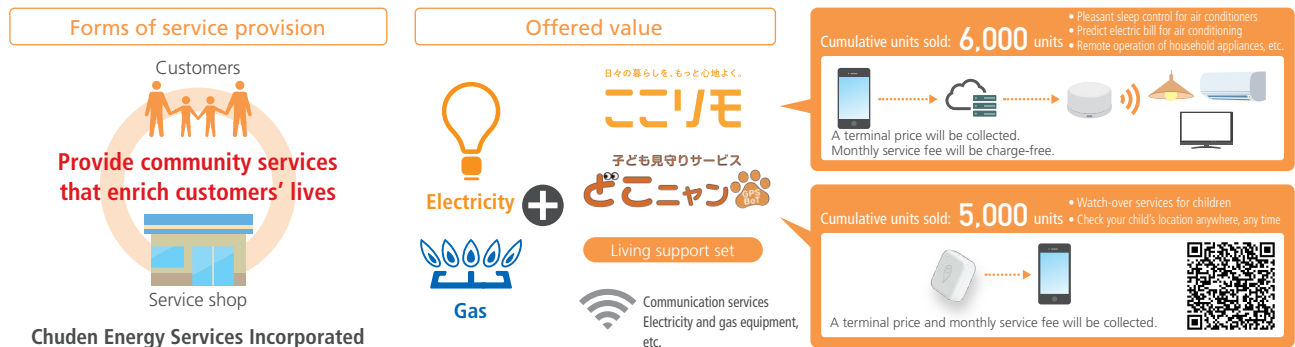 Forms of service provision
Customers
Provide community services
that enrich customers' lives
Service shop
Chuden Energy Services Incorporated
Offered value
Electricity
Gas
日々の暮らしを、もっと心地よく。
ここリモ
子ども見守りサービス
どこニャン GPS BoT
Living support set
Communication services
Electricity and gas equipment,
etc.
Cumulative units sold: 6,000 units
• Pleasant sleep control for air conditioners
• Predict electric bill for air conditioning
• Remote operation of household appliances, etc.
A terminal price will be collected.
Monthly service fee will be charge-free.
Cumulative units sold: 5,000 units
• Watch-over services for children
• Check your child's location anywhere, any time
A terminal price and monthly service fee will be collected.